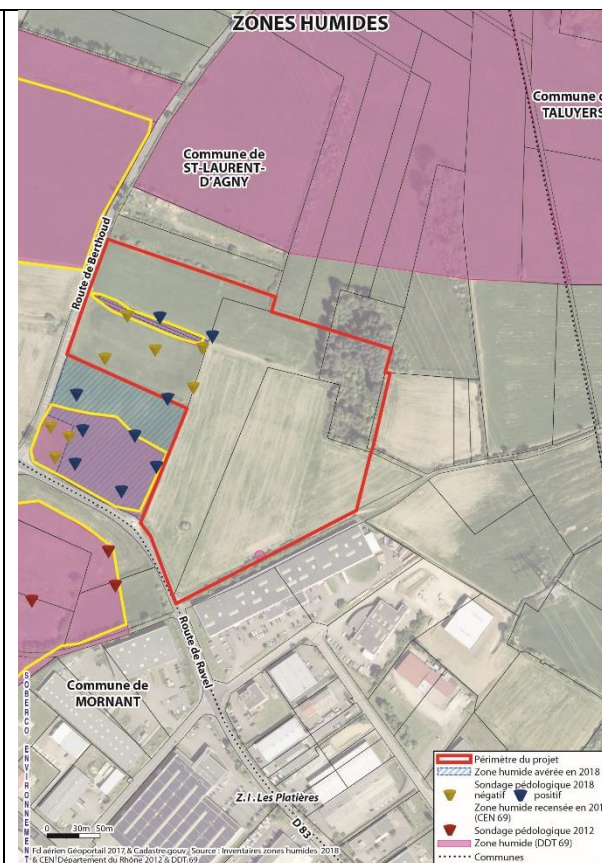 ZONES HUMIDES
Commune de
TALUYERS
Commune de
ST-LAURENT-
D'AGNY
Route de Berthoud
Route de Ravel
Commune de
MORNANT
Z.I. Les Platières
D 83
SOBERCO ENVIRONNEMENT
0 30m 50m
Fd aérien Géoportail 2017 & Cadastre.gouv, Source : Inventaires zones humides 2018
& CEN Département du Rhône 2012 & DDT 69
Périmètre du projet
Zone humide avérée en 2018
Sondage pédologique 2018
négatif positif
Zone humide recensée en 201
(CEN 69)
Sondage pédologique 2012
Zone humide (DDT 69)
Communes